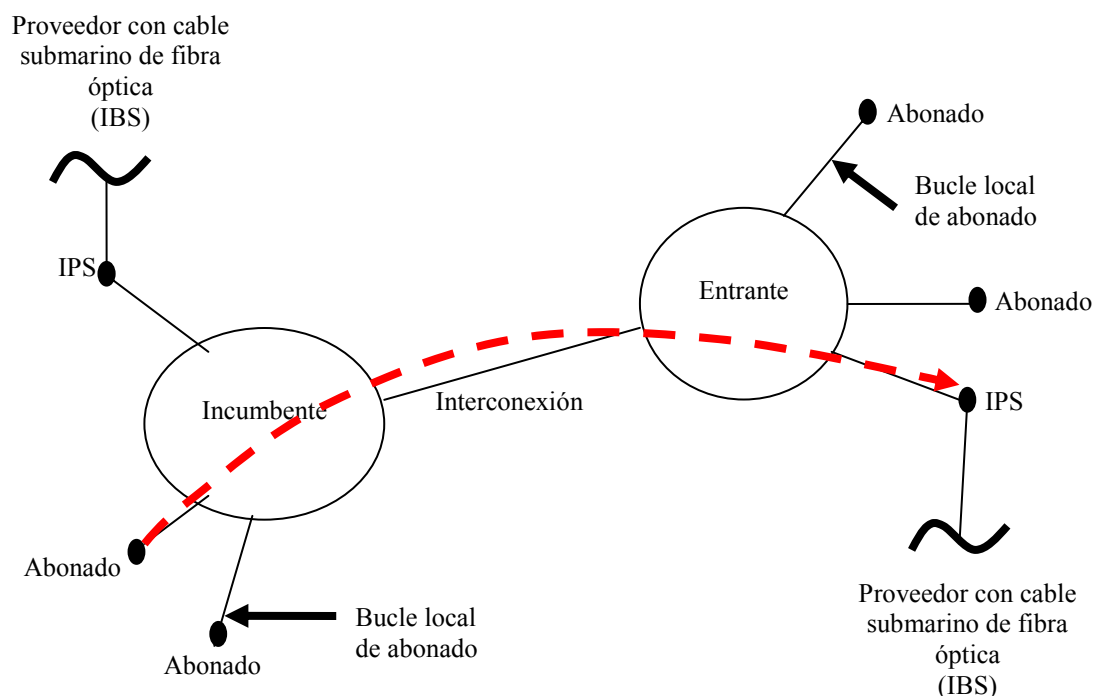 Proveedor con cable
submarino de fibra
óptica
(IBS)
Abonado
Bucle local
de abonado
IPS
Entrante
Abonado
Incumbente
Interconexión
IPS
Abonado
Bucle local
de abonado
Abonado
Proveedor con cable
submarino de fibra
óptica
(IBS)